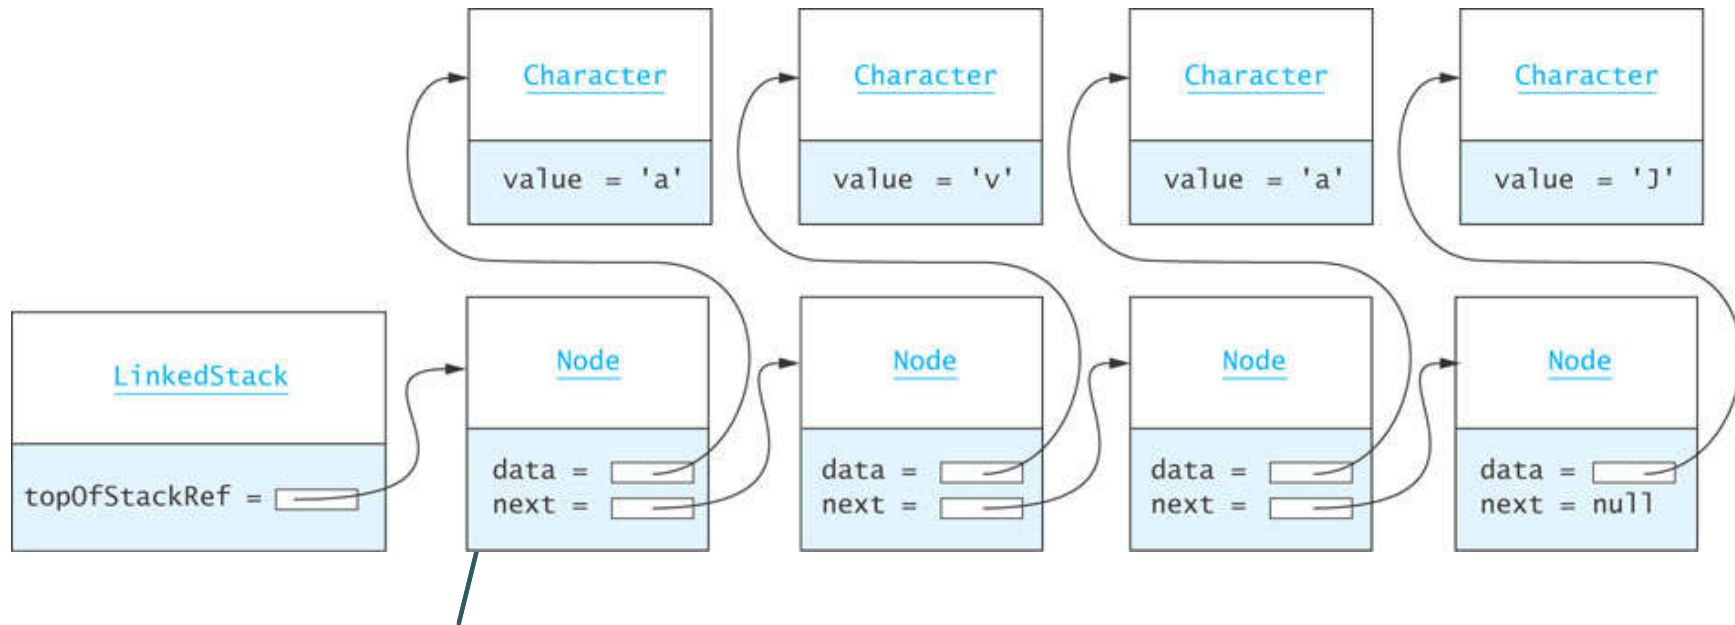 Character
Character
Character
Character
value = 'a'
value = 'v'
value = 'a'
value = 'J'
LinkedStack
Node
Node
Node
Node
topOfStackRef =
data =
next =
data =
next =
data =
next =
data =
next = null